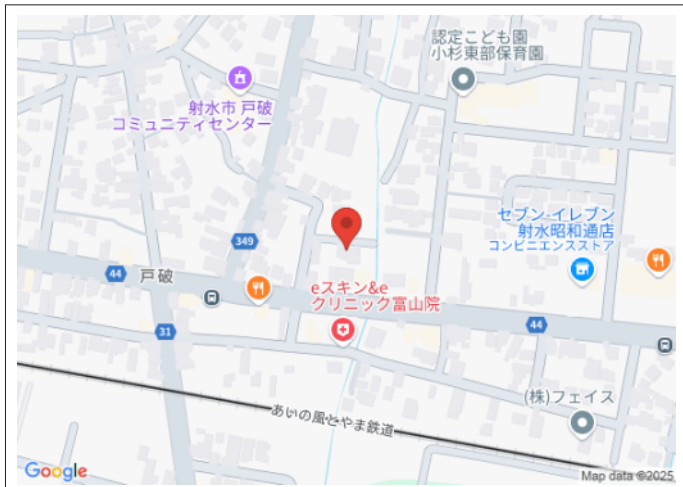 認定こども園
小杉東部保育園
射水市 戸破
コミュニティセンター
セブン-イレブン
射水昭和通店
コンビニエンスストア
349
44
戸破
eスキン&e
クリニック富山院
31
44
(株)フェイス
あいの風とやま鉄道
Google
Map data ©2025